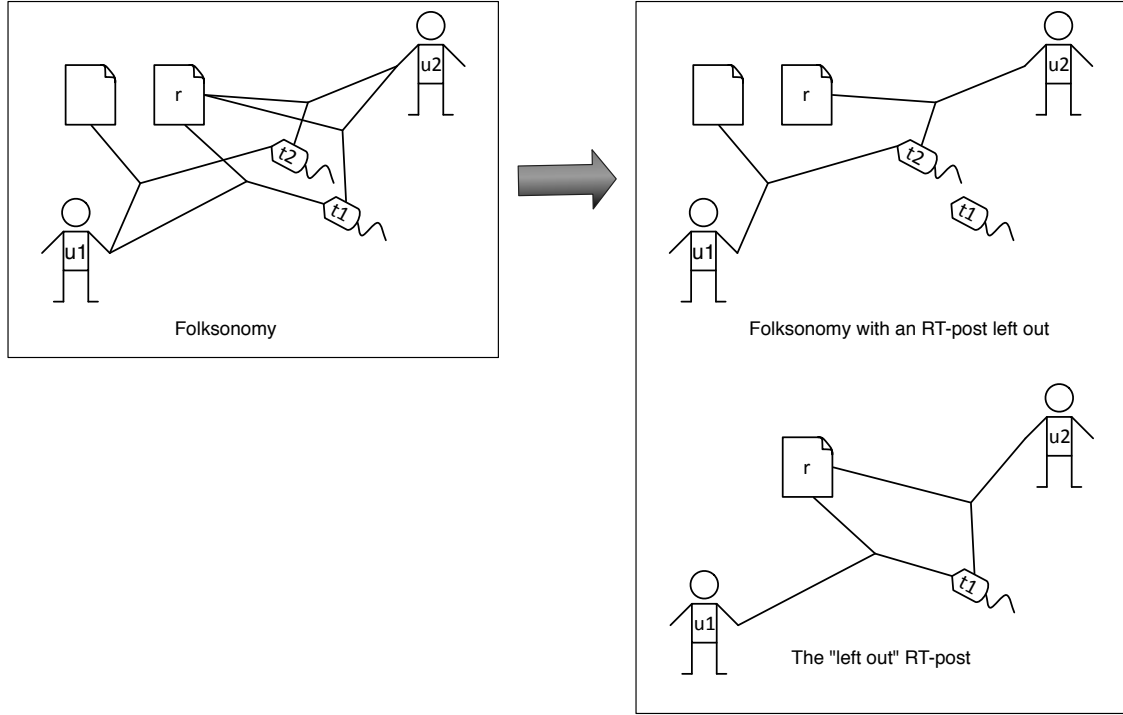 r
u2
t2
t1
u1
Folksonomy
r
u2
t2
t1
u1
Folksonomy with an RT-post left out
r
u2
t1
u1
The "left out" RT-post